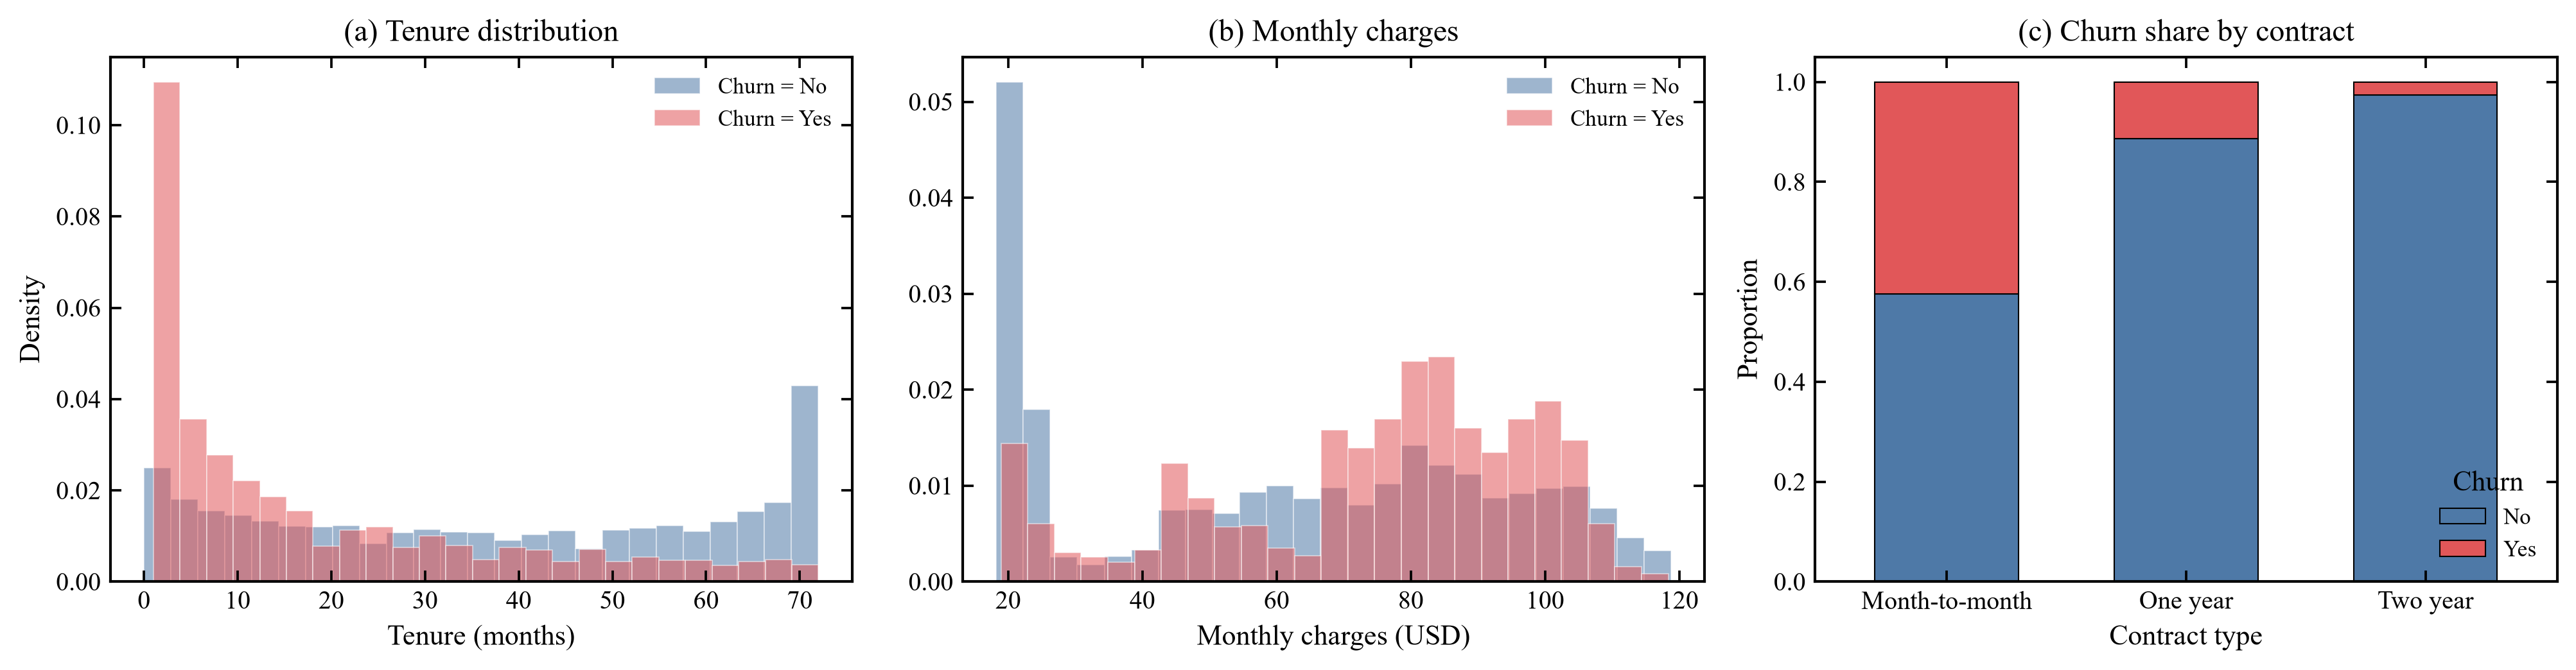 (a) Tenure distribution
Churn = No
Churn = Yes
0.10
0.08
0.06
0.04
0.02
0.00
Density
0 10 20 30 40 50 60 70
Tenure (months)
(b) Monthly charges
Churn = No
Churn = Yes
0.05
0.04
0.03
0.02
0.01
0.00
20 40 60 80 100 120
Monthly charges (USD)
(c) Churn share by contract
1.0
0.8
0.6
0.4
0.2
0.0
Proportion
Churn
No
Yes
Month-to-month One year Two year
Contract type